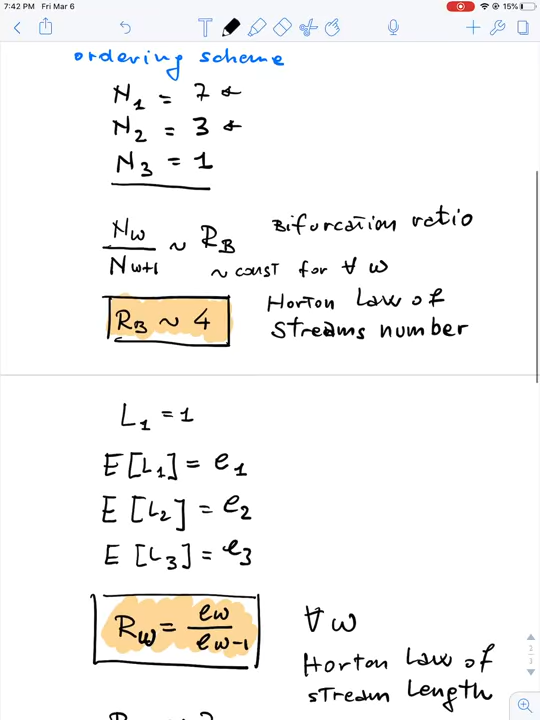 7:42 PM Fri Mar 6
15%
ordering scheme
N₁ = 7 ←
N₂ = 3 ←
N₃ = 1
Nω / Nω+1 ~ R_B Bifurcation ratio
~ const for ∀ ω
R_B ~ 4 Horton Law of
streams number
L₁ = 1
E [L₁] = e₁
E [L₂] = e₂
E [L₃] = e₃
Rω = eω / eω-1 ∀ ω
Horton Law of
stream Length